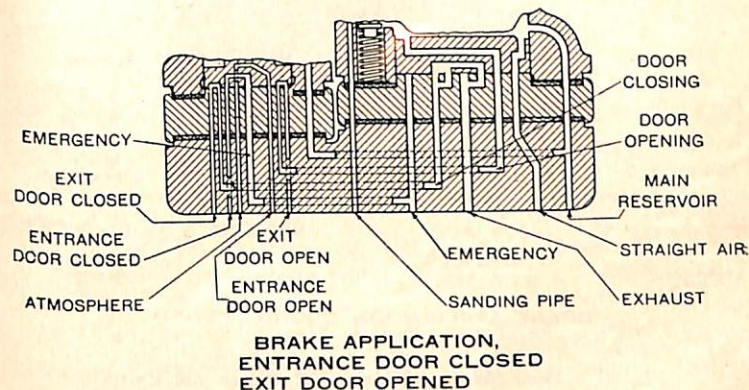 DOOR
CLOSING
DOOR
OPENING
EMERGENCY
EXIT
DOOR CLOSED
MAIN
RESERVOIR
ENTRANCE
DOOR CLOSED
EXIT
DOOR OPEN
EMERGENCY
STRAIGHT AIR
ATMOSPHERE
ENTRANCE
DOOR OPEN
SANDING PIPE
EXHAUST
BRAKE APPLICATION,
ENTRANCE DOOR CLOSED
EXIT DOOR OPENED